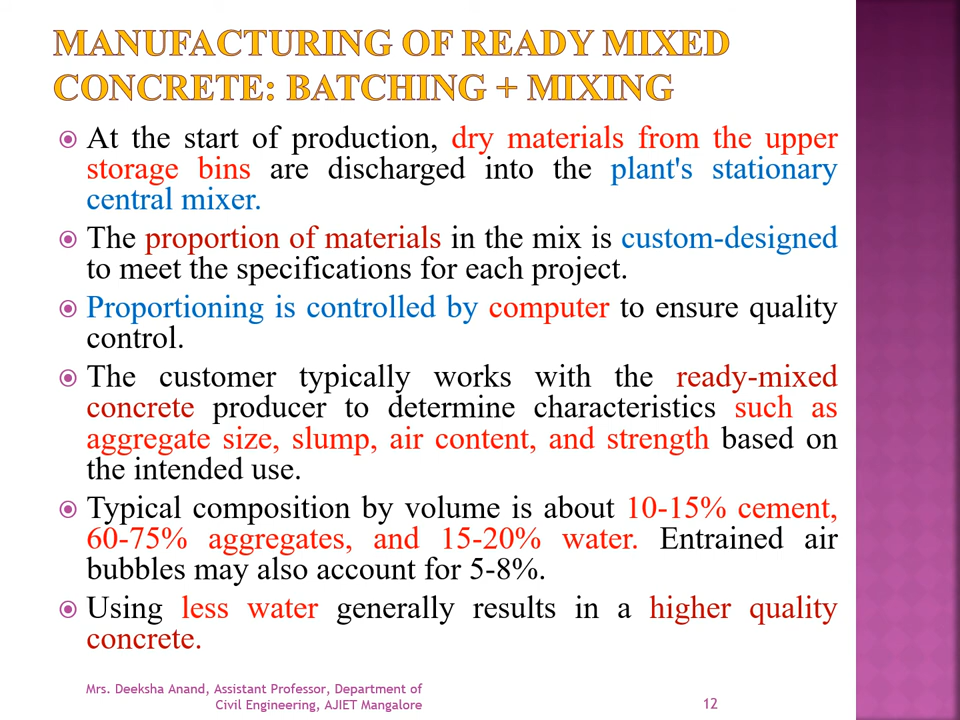 MANUFACTURING OF READY MIXED
CONCRETE: BATCHING + MIXING
At the start of production, dry materials from the upper
storage bins are discharged into the plant's stationary
central mixer.
The proportion of materials in the mix is custom-designed
to meet the specifications for each project.
Proportioning is controlled by computer to ensure quality
control.
The customer typically works with the ready-mixed
concrete producer to determine characteristics such as
aggregate size, slump, air content, and strength based on
the intended use.
Typical composition by volume is about 10-15% cement,
60-75% aggregates, and 15-20% water. Entrained air
bubbles may also account for 5-8%.
Using less water generally results in a higher quality
concrete.
Mrs. Deeksha Anand, Assistant Professor, Department of
Civil Engineering, AJIET Mangalore
12